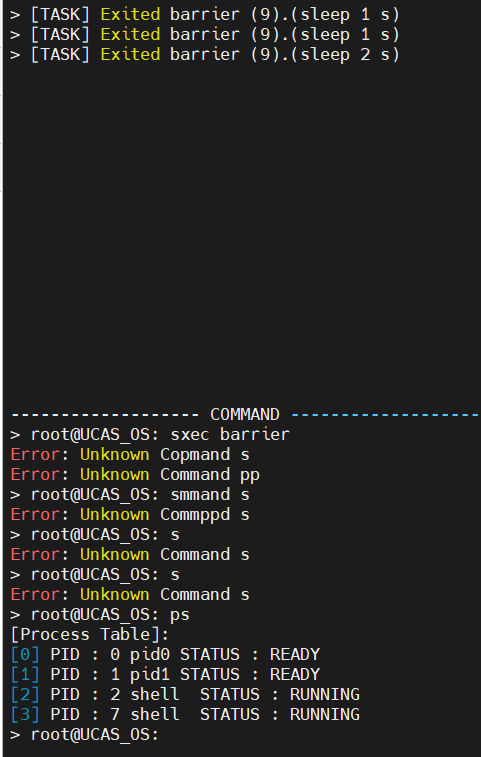 > [TASK] Exited barrier (9).(sleep 1 s)
> [TASK] Exited barrier (9).(sleep 1 s)
> [TASK] Exited barrier (9).(sleep 2 s)
------------------- COMMAND -------------------
> root@UCAS_OS: sxec barrier
Error: Unknown Copmand s
Error: Unknown Command pp
> root@UCAS_OS: smmand s
Error: Unknown Commppd s
> root@UCAS_OS: s
Error: Unknown Command s
> root@UCAS_OS: s
Error: Unknown Command s
> root@UCAS_OS: ps
[Process Table]:
[0] PID : 0 pid0 STATUS : READY
[1] PID : 1 pid1 STATUS : READY
[2] PID : 2 shell  STATUS : RUNNING
[3] PID : 7 shell  STATUS : RUNNING
> root@UCAS_OS: